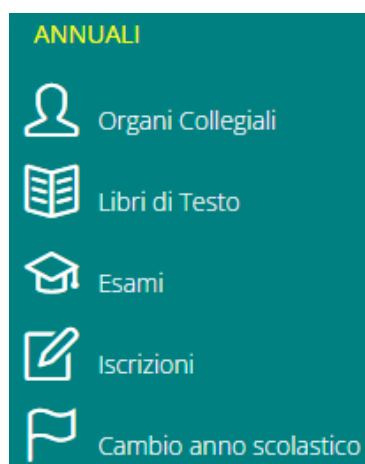 ANNUALI
Organi Collegiali
Libri di Testo
Esami
Iscrizioni
Cambio anno scolastico